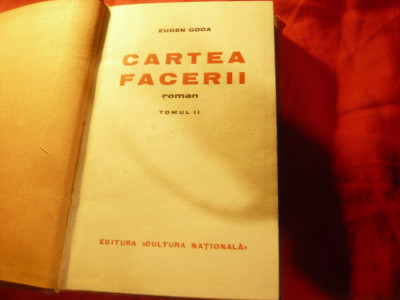 EUGEN GOGA
CARTEA
FACERII
roman
TOMUL II
EDITURA «CULTURA NAȚIONALĂ»